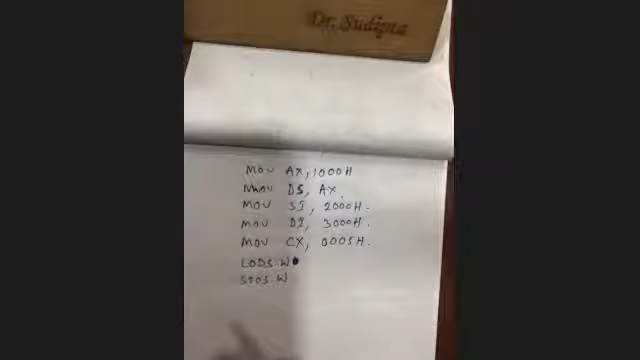 Dr. Sudipta
MOV AX, 1000H
MOV DS, AX
MOV SI, 2000H.
MOV DI, 3000H.
MOV CX, 0005H.
LODS W
STOS W